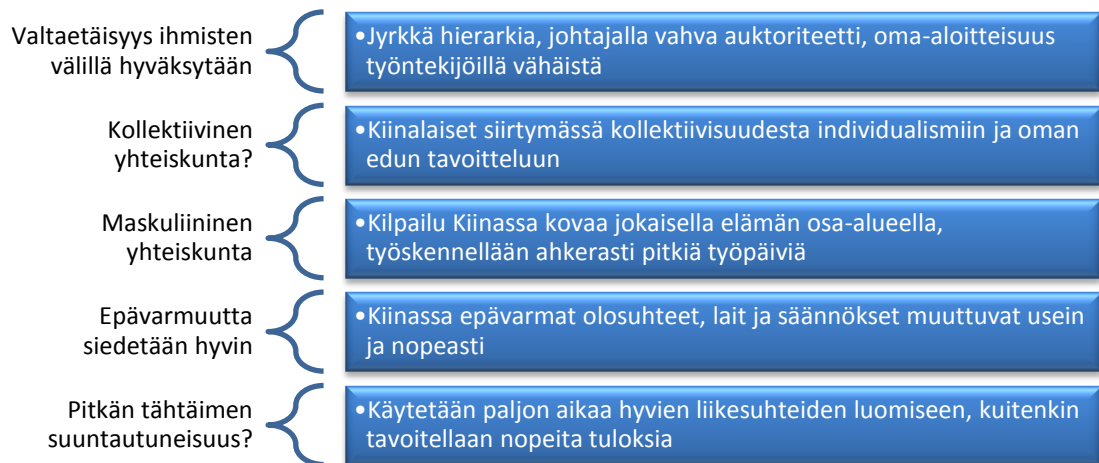 Valtaetäisyys ihmisten
välillä hyväksytään
•Jyrkkä hierarkia, johtajalla vahva auktoriteetti, oma-aloitteisuus
työntekijöillä vähäistä
Kollektiivinen
yhteiskunta?
•Kiinalaiset siirtymässä kollektiivisuudesta individualismiin ja oman
edun tavoitteluun
Maskuliininen
yhteiskunta
•Kilpailu Kiinassa kovaa jokaisella elämän osa-alueella,
työskennellään ahkerasti pitkiä työpäiviä
Epävarmuutta
siedetään hyvin
•Kiinassa epävarmat olosuhteet, lait ja säännökset muuttuvat usein
ja nopeasti
Pitkän tähtäimen
suuntautuneisuus?
•Käytetään paljon aikaa hyvien liikesuhteiden luomiseen, kuitenkin
tavoitellaan nopeita tuloksia